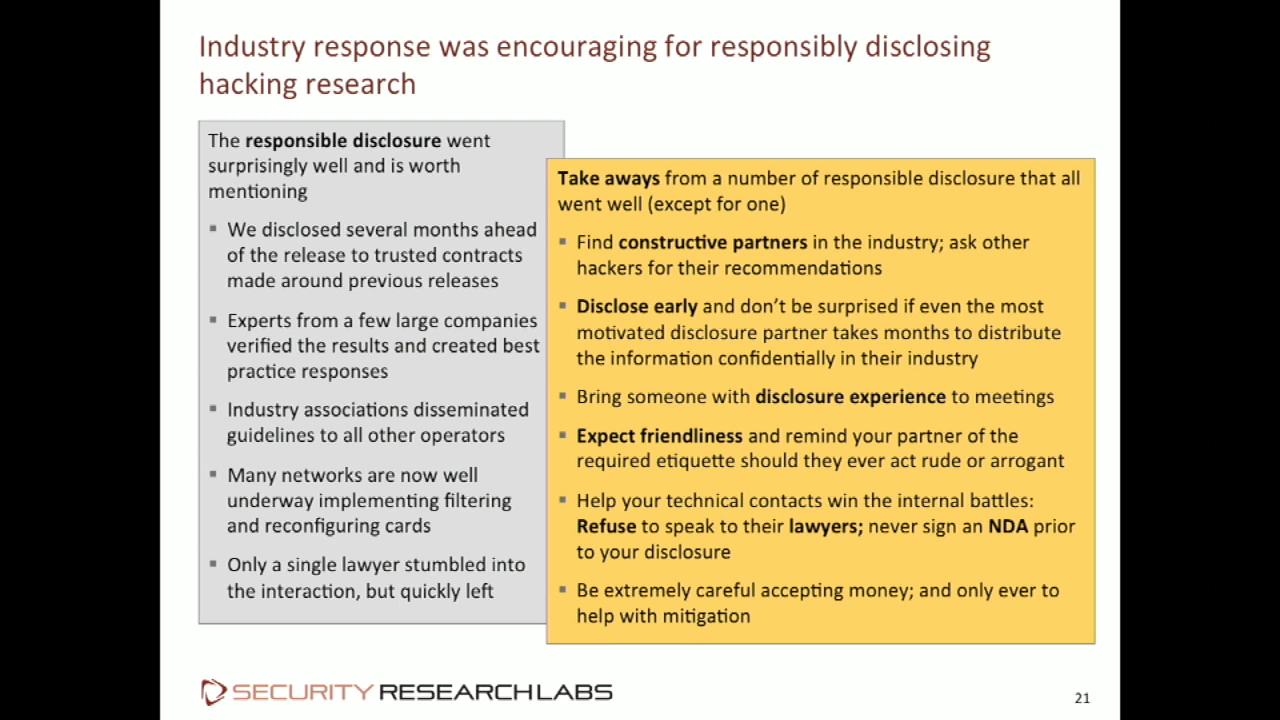 Industry response was encouraging for responsibly disclosing
hacking research
The responsible disclosure went
surprisingly well and is worth
mentioning
▪ We disclosed several months ahead
of the release to trusted contracts
made around previous releases
▪ Experts from a few large companies
verified the results and created best
practice responses
▪ Industry associations disseminated
guidelines to all other operators
▪ Many networks are now well
underway implementing filtering
and reconfiguring cards
▪ Only a single lawyer stumbled into
the interaction, but quickly left
Take aways from a number of responsible disclosure that all
went well (except for one)
▪ Find constructive partners in the industry; ask other
hackers for their recommendations
▪ Disclose early and don't be surprised if even the most
motivated disclosure partner takes months to distribute
the information confidentially in their industry
▪ Bring someone with disclosure experience to meetings
▪ Expect friendliness and remind your partner of the
required etiquette should they ever act rude or arrogant
▪ Help your technical contacts win the internal battles:
Refuse to speak to their lawyers; never sign an NDA prior
to your disclosure
▪ Be extremely careful accepting money; and only ever to
help with mitigation
SECURITY RESEARCH LABS
21